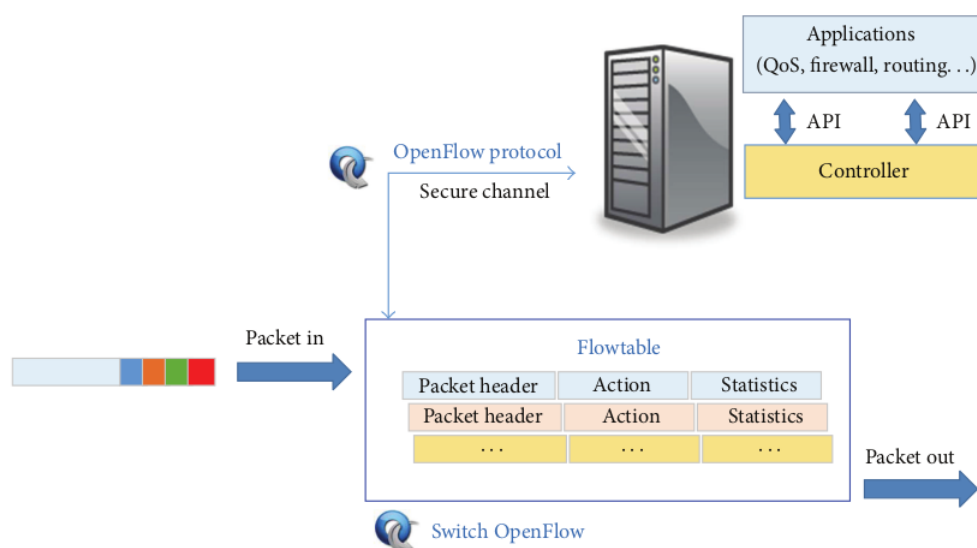 Applications
(QoS, firewall, routing. . .)
API
API
Controller
OpenFlow protocol
Secure channel
Packet in
Flowtable
Packet header
Action
Statistics
Packet header
Action
Statistics
. . .
. . .
. . .
Packet out
Switch OpenFlow